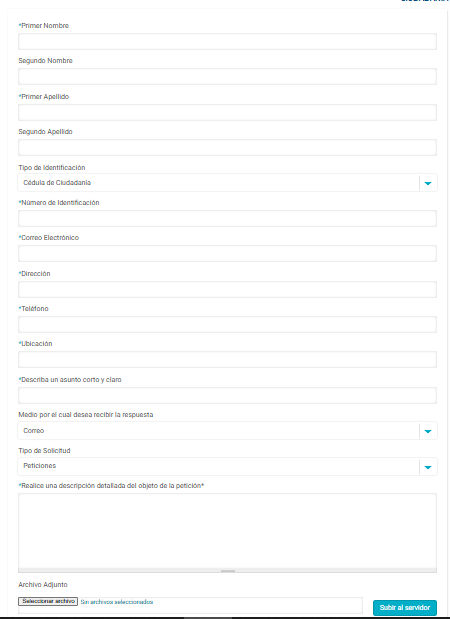 *Primer Nombre
Segundo Nombre
*Primer Apellido
Segundo Apellido
Tipo de Identificación
Cédula de Ciudadanía
*Número de Identificación
*Correo Electrónico
*Dirección
*Teléfono
*Ubicación
*Describa un asunto corto y claro
Medio por el cual desea recibir la respuesta
Correo
Tipo de Solicitud
Peticiones
*Realice una descripción detallada del objeto de la petición*
Archivo Adjunto
Seleccionar archivo Sin archivos seleccionados
Subir al servidor